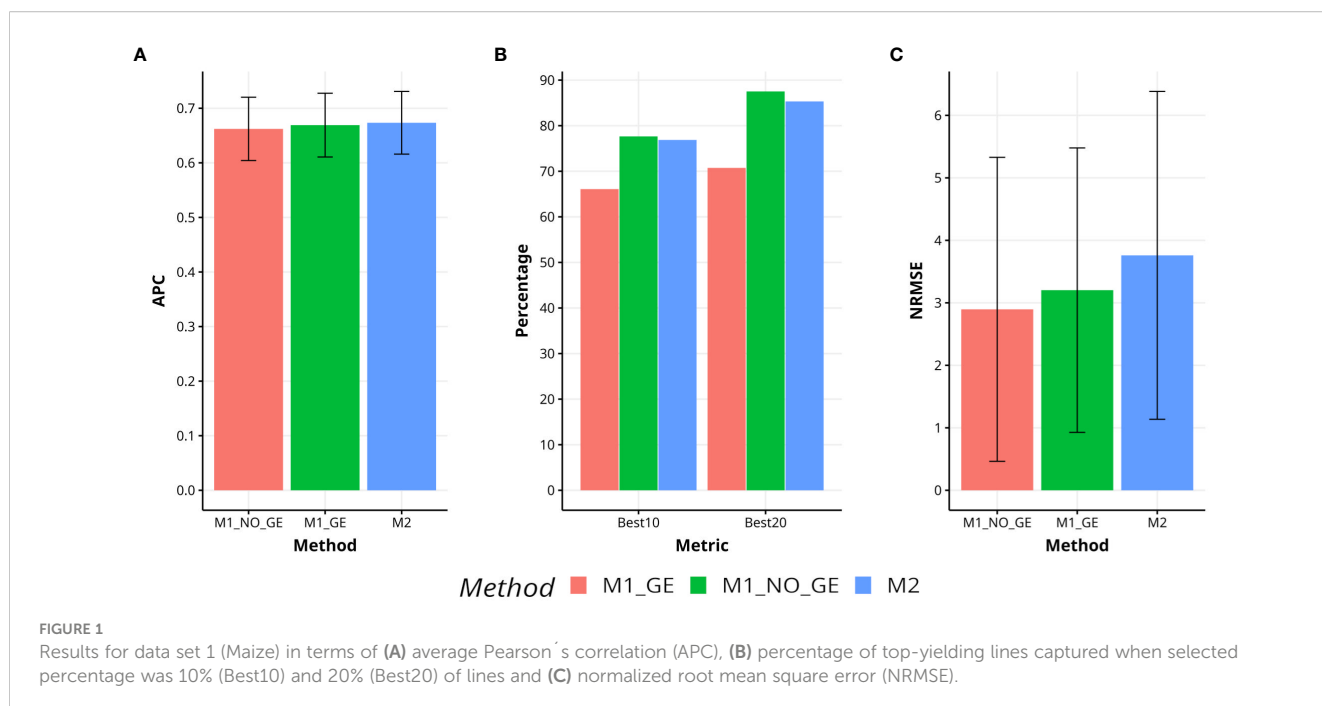 A
APC
0.7
0.6
0.5
0.4
0.3
0.2
0.1
0.0
M1_NO_GE M1_GE M2
Method
B
Percentage
90
80
70
60
50
40
30
20
10
0
Best10 Best20
Metric
C
NRMSE
6
5
4
3
2
1
0
M1_NO_GE M1_GE M2
Method
Method M1_GE M1_NO_GE M2
FIGURE 1
Results for data set 1 (Maize) in terms of (A) average Pearson´s correlation (APC), (B) percentage of top-yielding lines captured when selected
percentage was 10% (Best10) and 20% (Best20) of lines and (C) normalized root mean square error (NRMSE).